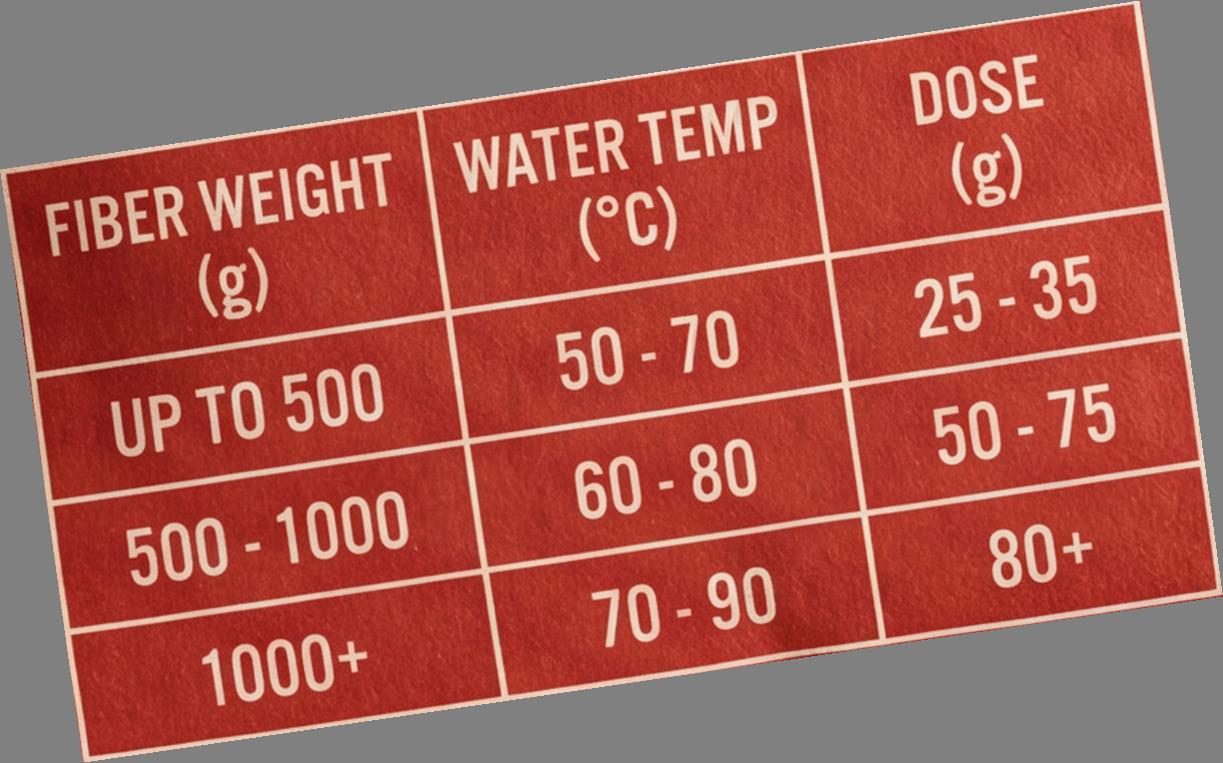 FIBER WEIGHT (g) WATER TEMP (°C) DOSE (g)
UP TO 500 50 - 70 25 - 35
500 - 1000 60 - 80 50 - 75
1000+ 70 - 90 80+